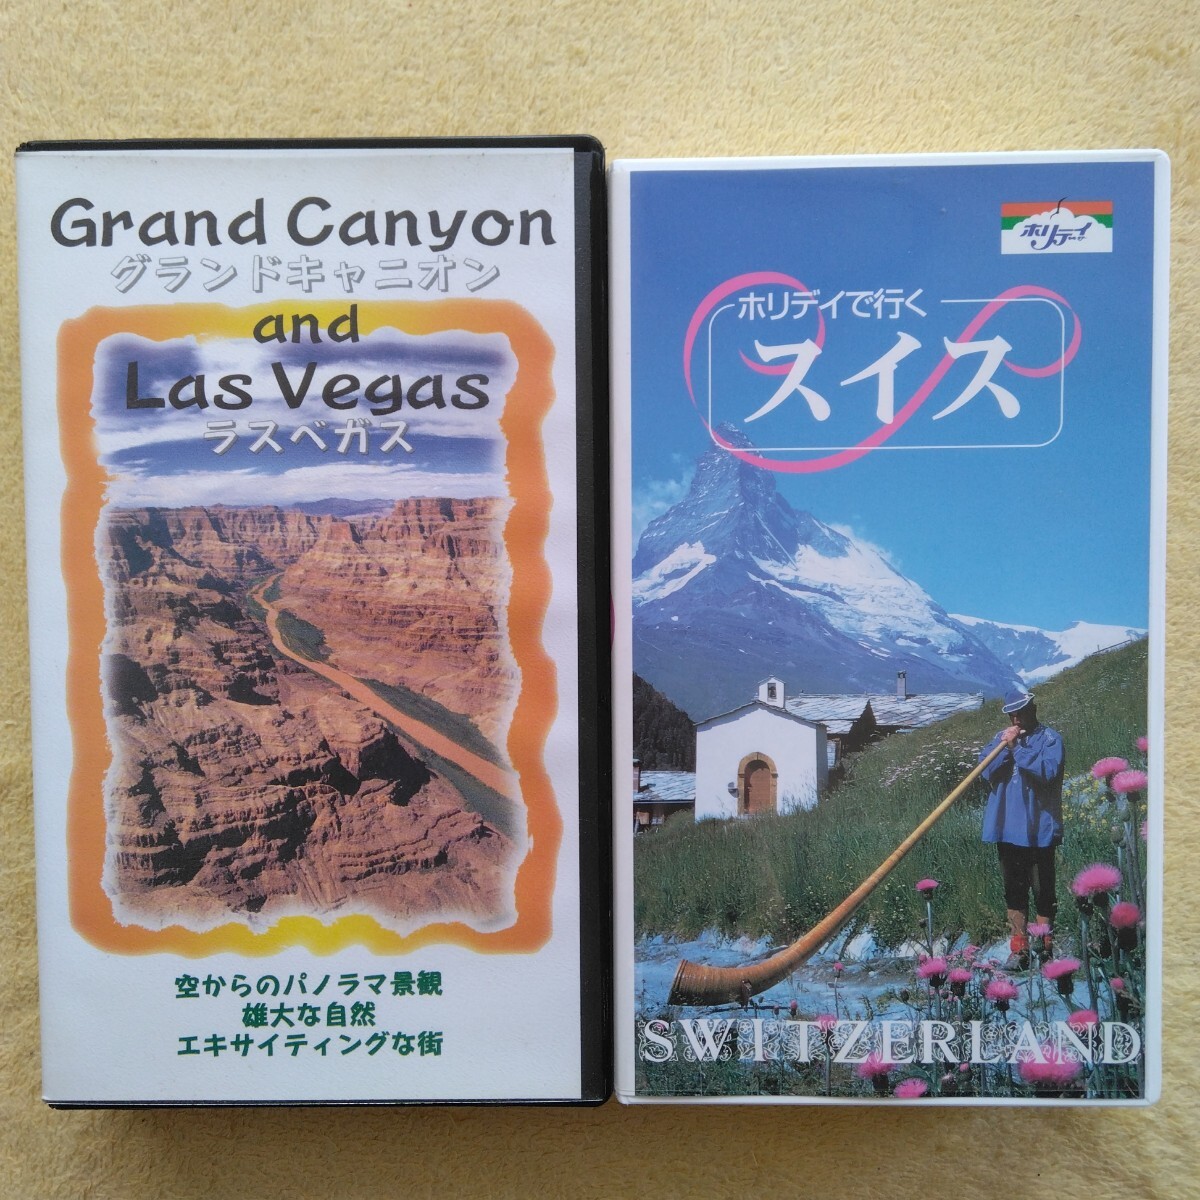 Grand Canyon
グランドキャニオン
and
Las Vegas
ラスベガス
空からのパノラマ景観
雄大な自然
エキサイティングな街
ホリデイ
ホリデイで行く
スイス
SWITZERLAND